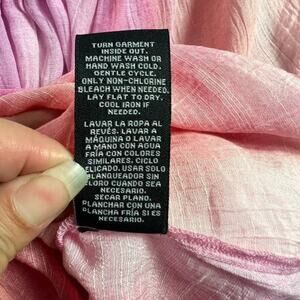 TURN GARMENT
INSIDE OUT.
MACHINE WASH OR
HAND WASH COLD.
GENTLE CYCLE.
ONLY NON-CHLORINE
BLEACH WHEN NEEDED.
LAY FLAT TO DRY.
COOL IRON IF
NEEDED.
LAVAR LA ROPA AL
REVÉS. LAVAR A
MÁQUINA O LAVAR
A MANO CON AGUA
FRÍA CON COLORES
SIMILARES. CICLO
ELICADO. USAR SOLO
BLANQUEADOR SIN
CLORO CUANDO SEA
NECESARIO.
SECAR PLANO.
PLANCHAR CON UNA
PLANCHA FRÍA SI ES
NECESARIO.